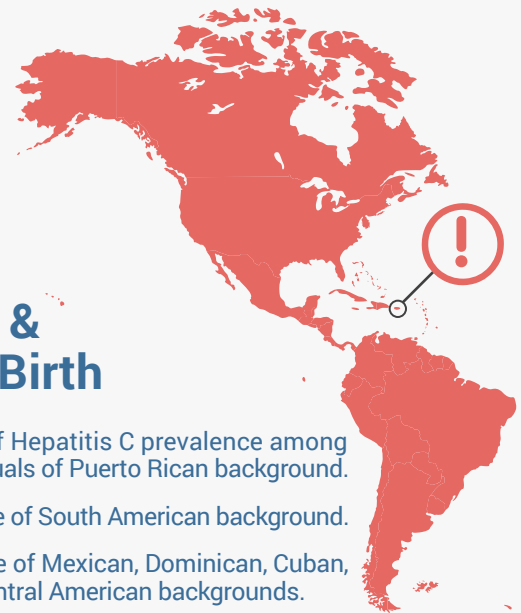 &
Birth
f Hepatitis C prevalence among
uals of Puerto Rican background.
e of South American background.
e of Mexican, Dominican, Cuban,
ntral American backgrounds.
!